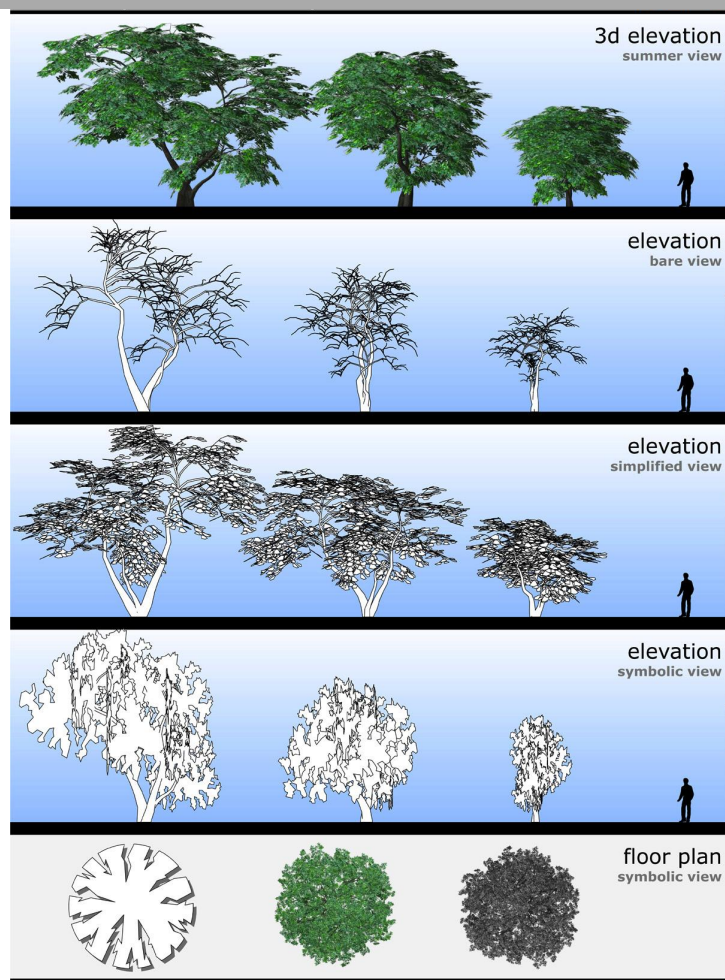 3d elevation
summer view
elevation
bare view
elevation
simplified view
elevation
symbolic view
floor plan
symbolic view